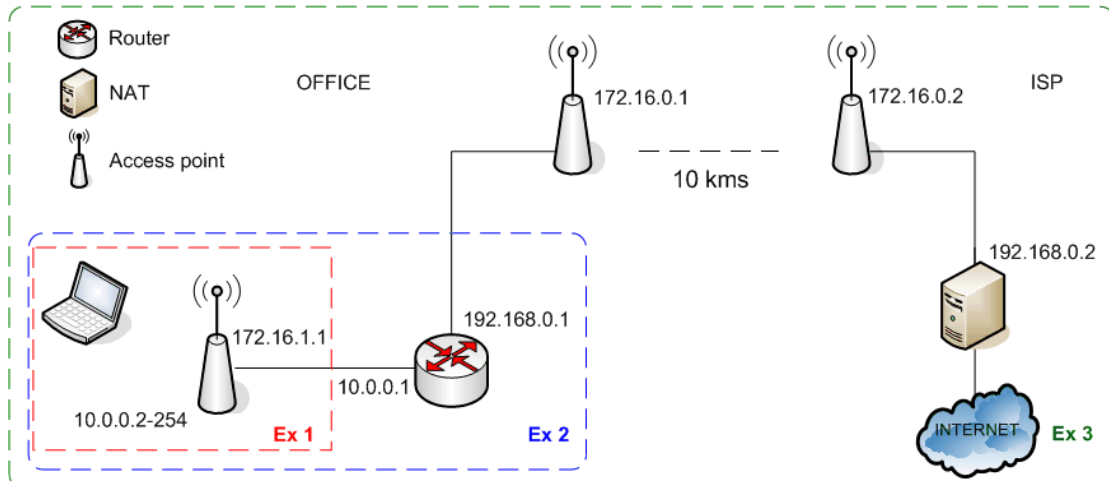 Router
OFFICE
ISP
NAT
172.16.0.1
172.16.0.2
Access point
10 kms
192.168.0.2
192.168.0.1
172.16.1.1
10.0.0.1
10.0.0.2-254
Ex 1
Ex 2
INTERNET
Ex 3